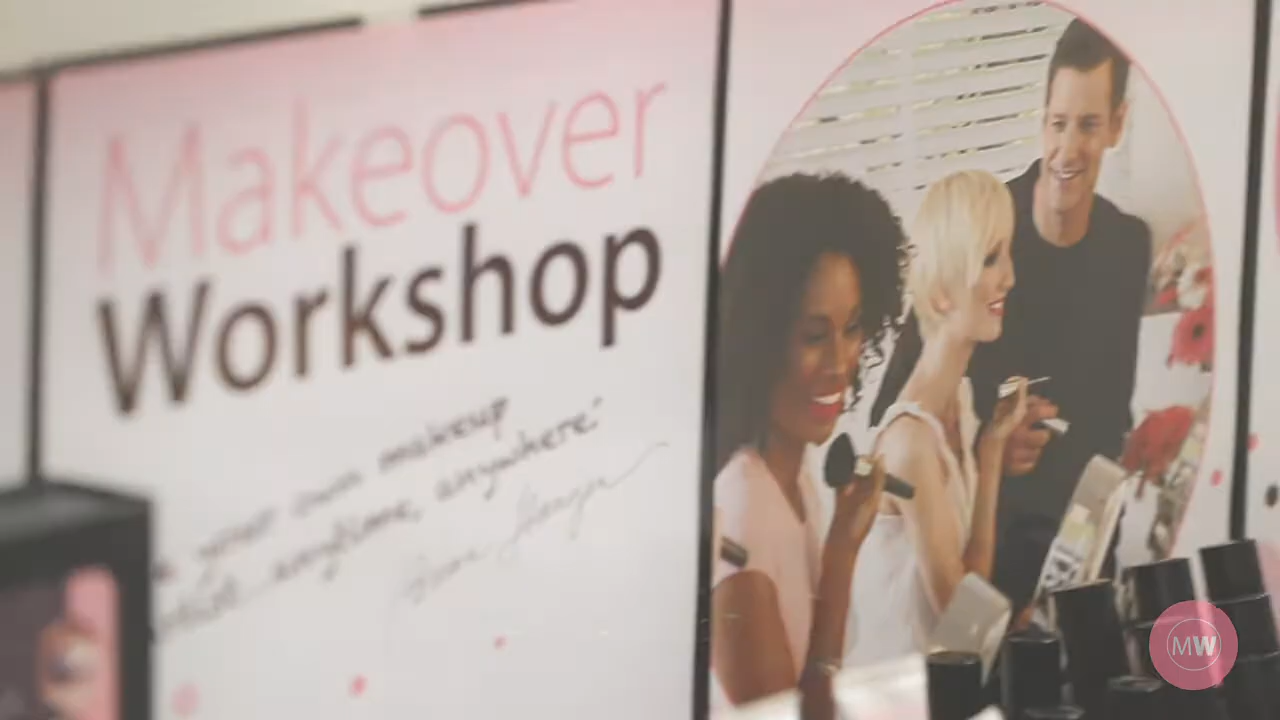 Makeover
Workshop
your own makeup
anytime, anywhere"
MW